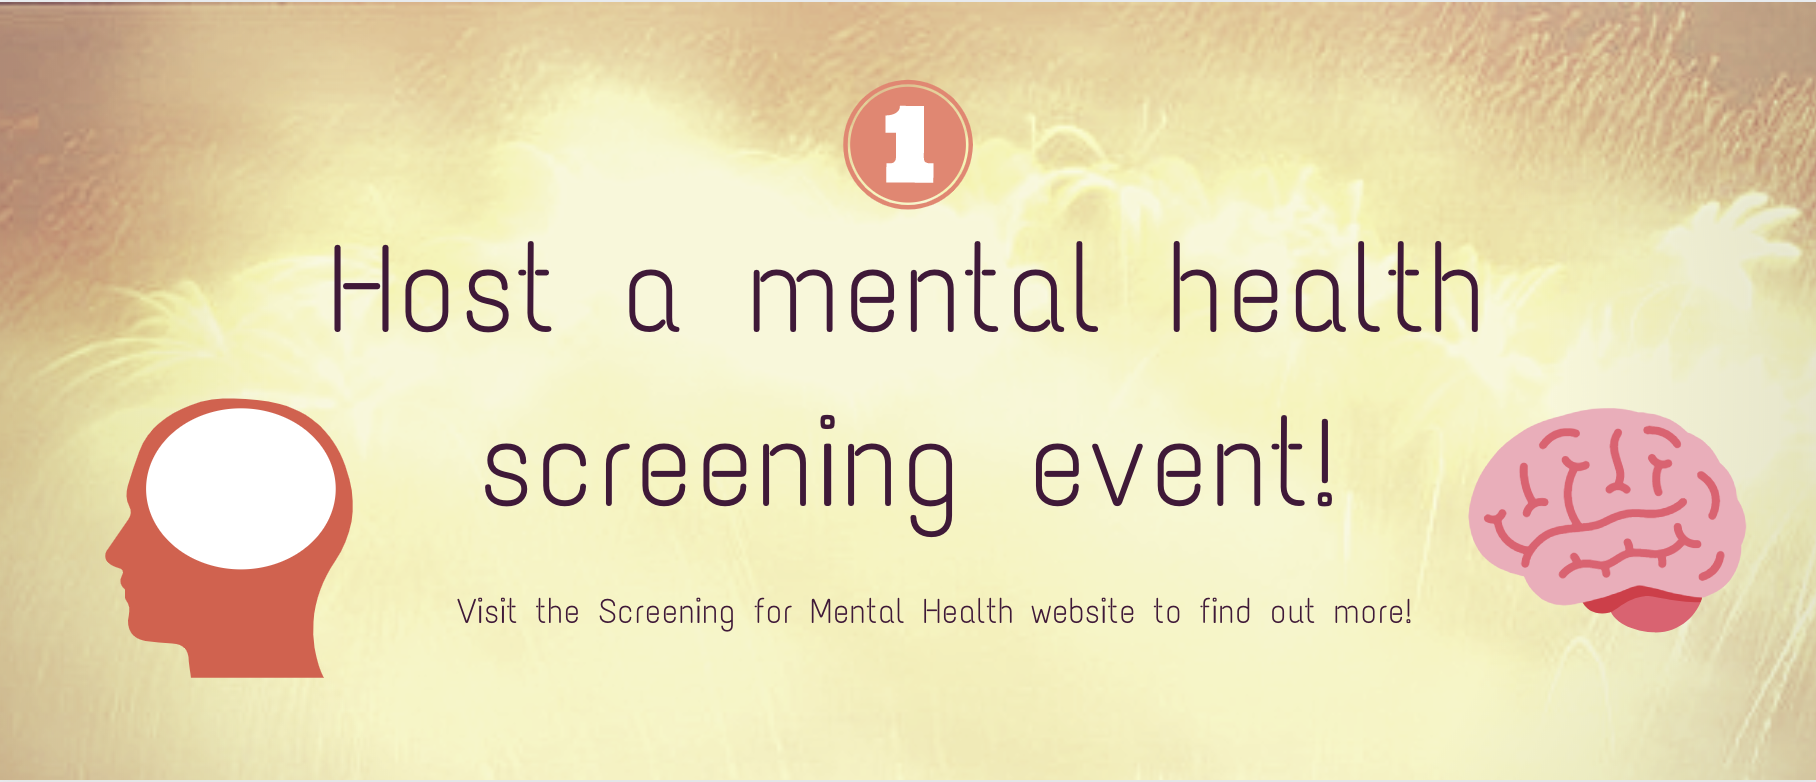 1
Host a mental health
screening event!
Visit the Screening for Mental Health website to find out more!